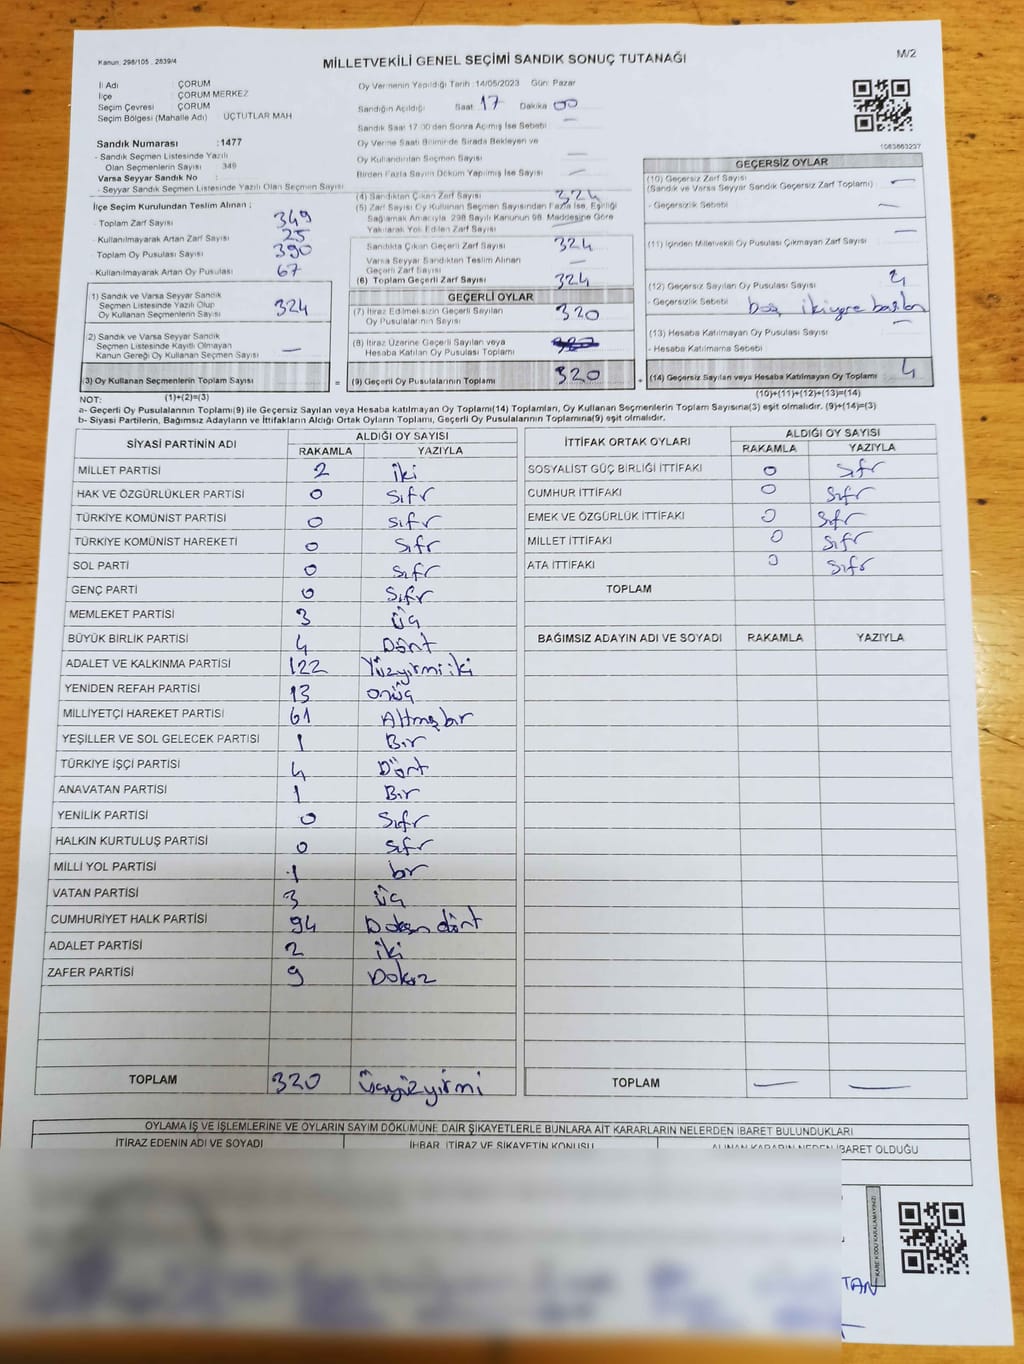 Kanun: 298/105 , 2839/4
MİLLETVEKİLİ GENEL SEÇİMİ SANDIK SONUÇ TUTANAĞI
M/2
İl Adı : ÇORUM
İlçe : ÇORUM MERKEZ
Seçim Çevresi : ÇORUM
Seçim Bölgesi (Mahalle Adı) : ÜÇTUTLAR MAH
Oy Vermenin Yapıldığı Tarih :14/05/2023 Gün: Pazar
Sandığın Açıldığı Saat 17 Dakika 00
Sandık Saat 17:00'den Sonra Açılmış İse Sebebi
Oy Verme Saati Bitiminde Sırada Bekleyen ve
Oy Kullandırılan Seçmen Sayısı —
Birden Fazla Sayım Döküm Yapılmış İse Sayısı —
1083863237
Sandık Numarası : 1477
- Sandık Seçmen Listesinde Yazılı
Olan Seçmenlerin Sayısı : 349
Varsa Seyyar Sandık No :
- Seyyar Sandık Seçmen Listesinde Yazılı Olan Seçmen Sayısı:
İlçe Seçim Kurulundan Teslim Alınan ;
- Toplam Zarf Sayısı 349
- Kullanılmayarak Artan Zarf Sayısı 25
- Toplam Oy Pusulası Sayısı 390
- Kullanılmayarak Artan Oy Pusulası 67
1) Sandık ve Varsa Seyyar Sandık
Seçmen Listesinde Yazılı Olup
Oy Kullanan Seçmenlerin Sayısı 324
2) Sandık ve Varsa Seyyar Sandık
Seçmen Listesinde Kayıtlı Olmayan
Kanun Gereği Oy Kullanan Seçmen Sayısı —
(3) Oy Kullanan Seçmenlerin Toplam Sayısı
(1)+(2)=(3)
(4) Sandıktan Çıkan Zarf Sayısı 324
(5) Zarf Sayısı Oy Kullanan Seçmen Sayısından Fazla İse, Eşitliği
Sağlamak Amacıyla, 298 Sayılı Kanunun 98. Maddesine Göre
Yakılarak Yok Edilen Zarf Sayısı —
Sandıkta Çıkan Geçerli Zarf Sayısı 324
Varsa Seyyar Sandıktan Teslim Alınan
Geçerli Zarf Sayısı —
(6) Toplam Geçerli Zarf Sayısı 324
GEÇERLİ OYLAR
(7) İtiraz Edilmeksizin Geçerli Sayılan
Oy Pusulalarının Sayısı 320
(8) İtiraz Üzerine Geçerli Sayılan veya
Hesaba Katılan Oy Pusulası Toplamı
= (9) Geçerli Oy Pusulalarının Toplamı 320
GEÇERSİZ OYLAR
(10) Geçersiz Zarf Sayısı
(Sandık ve Varsa Seyyar Sandık Geçersiz Zarf Toplamı) : —
- Geçersizlik Sebebi : —
(11) İçinden Milletvekili Oy Pusulası Çıkmayan Zarf Sayısı —
(12) Geçersiz Sayılan Oy Pusulası Sayısı 4
- Geçersizlik Sebebi : boş, iki yere basılan
(13) Hesaba Katılmayan Oy Pusulası Sayısı —
- Hesaba Katılmama Sebebi
+ (14) Geçersiz Sayılan veya Hesaba Katılmayan Oy Toplamı 4
(10)+(11)+(12)+(13)=(14)
NOT:
a- Geçerli Oy Pusulalarının Toplamı(9) ile Geçersiz Sayılan veya Hesaba katılmayan Oy Toplamı(14) Toplamları, Oy Kullanan Seçmenlerin Toplam Sayısına(3) eşit olmalıdır. (9)+(14)=(3)
b- Siyasi Partilerin, Bağımsız Adayların ve İttifakların Aldığı Ortak Oyların Toplamı, Geçerli Oy Pusulalarının Toplamına(9) eşit olmalıdır.
SİYASİ PARTİNİN ADI ALDIĞI OY SAYISI
RAKAMLA YAZIYLA
MİLLET PARTİSİ 2 iki
HAK VE ÖZGÜRLÜKLER PARTİSİ 0 Sıfır
TÜRKİYE KOMÜNİST PARTİSİ 0 sıfır
TÜRKİYE KOMÜNİST HAREKETİ 0 Sıfır
SOL PARTİ 0 sıfır
GENÇ PARTİ 0 Sıfır
MEMLEKET PARTİSİ 3 üç
BÜYÜK BİRLİK PARTİSİ 4 Dört
ADALET VE KALKINMA PARTİSİ 122 Yüzyirmi iki
YENİDEN REFAH PARTİSİ 13 onüç
MİLLİYETÇİ HAREKET PARTİSİ 61 Altmışbir
YEŞİLLER VE SOL GELECEK PARTİSİ 1 Bir
TÜRKİYE İŞÇİ PARTİSİ 4 Dört
ANAVATAN PARTİSİ 1 Bir
YENİLİK PARTİSİ 0 Sıfır
HALKIN KURTULUŞ PARTİSİ 0 sıfır
MİLLİ YOL PARTİSİ 1 bir
VATAN PARTİSİ 3 üç
CUMHURİYET HALK PARTİSİ 94 Doksan dört
ADALET PARTİSİ 2 iki
ZAFER PARTİSİ 9 Dokuz
TOPLAM 320 Üçyüzyirmi
İTTİFAK ORTAK OYLARI ALDIĞI OY SAYISI
RAKAMLA YAZIYLA
SOSYALİST GÜÇ BİRLİĞİ İTTİFAKI 0 Sıfır
CUMHUR İTTİFAKI 0 Sıfır
EMEK VE ÖZGÜRLÜK İTTİFAKI 0 Sıfır
MİLLET İTTİFAKI 0 Sıfır
ATA İTTİFAKI 0 Sıfır
TOPLAM
BAĞIMSIZ ADAYIN ADI VE SOYADI RAKAMLA YAZIYLA
TOPLAM — —
OYLAMA İŞ VE İŞLEMLERİNE VE OYLARIN SAYIM DÖKÜMÜNE DAİR ŞİKAYETLERLE BUNLARA AİT KARARLARIN NELERDEN İBARET BULUNDUKLARI
İTİRAZ EDENİN ADI VE SOYADI İHBAR, İTİRAZ VE ŞİKAYETİN KONUSU ALINAN KARARIN NEDEN İBARET OLDUĞU
KARE KODU KARALAMAYINIZ!
TAN